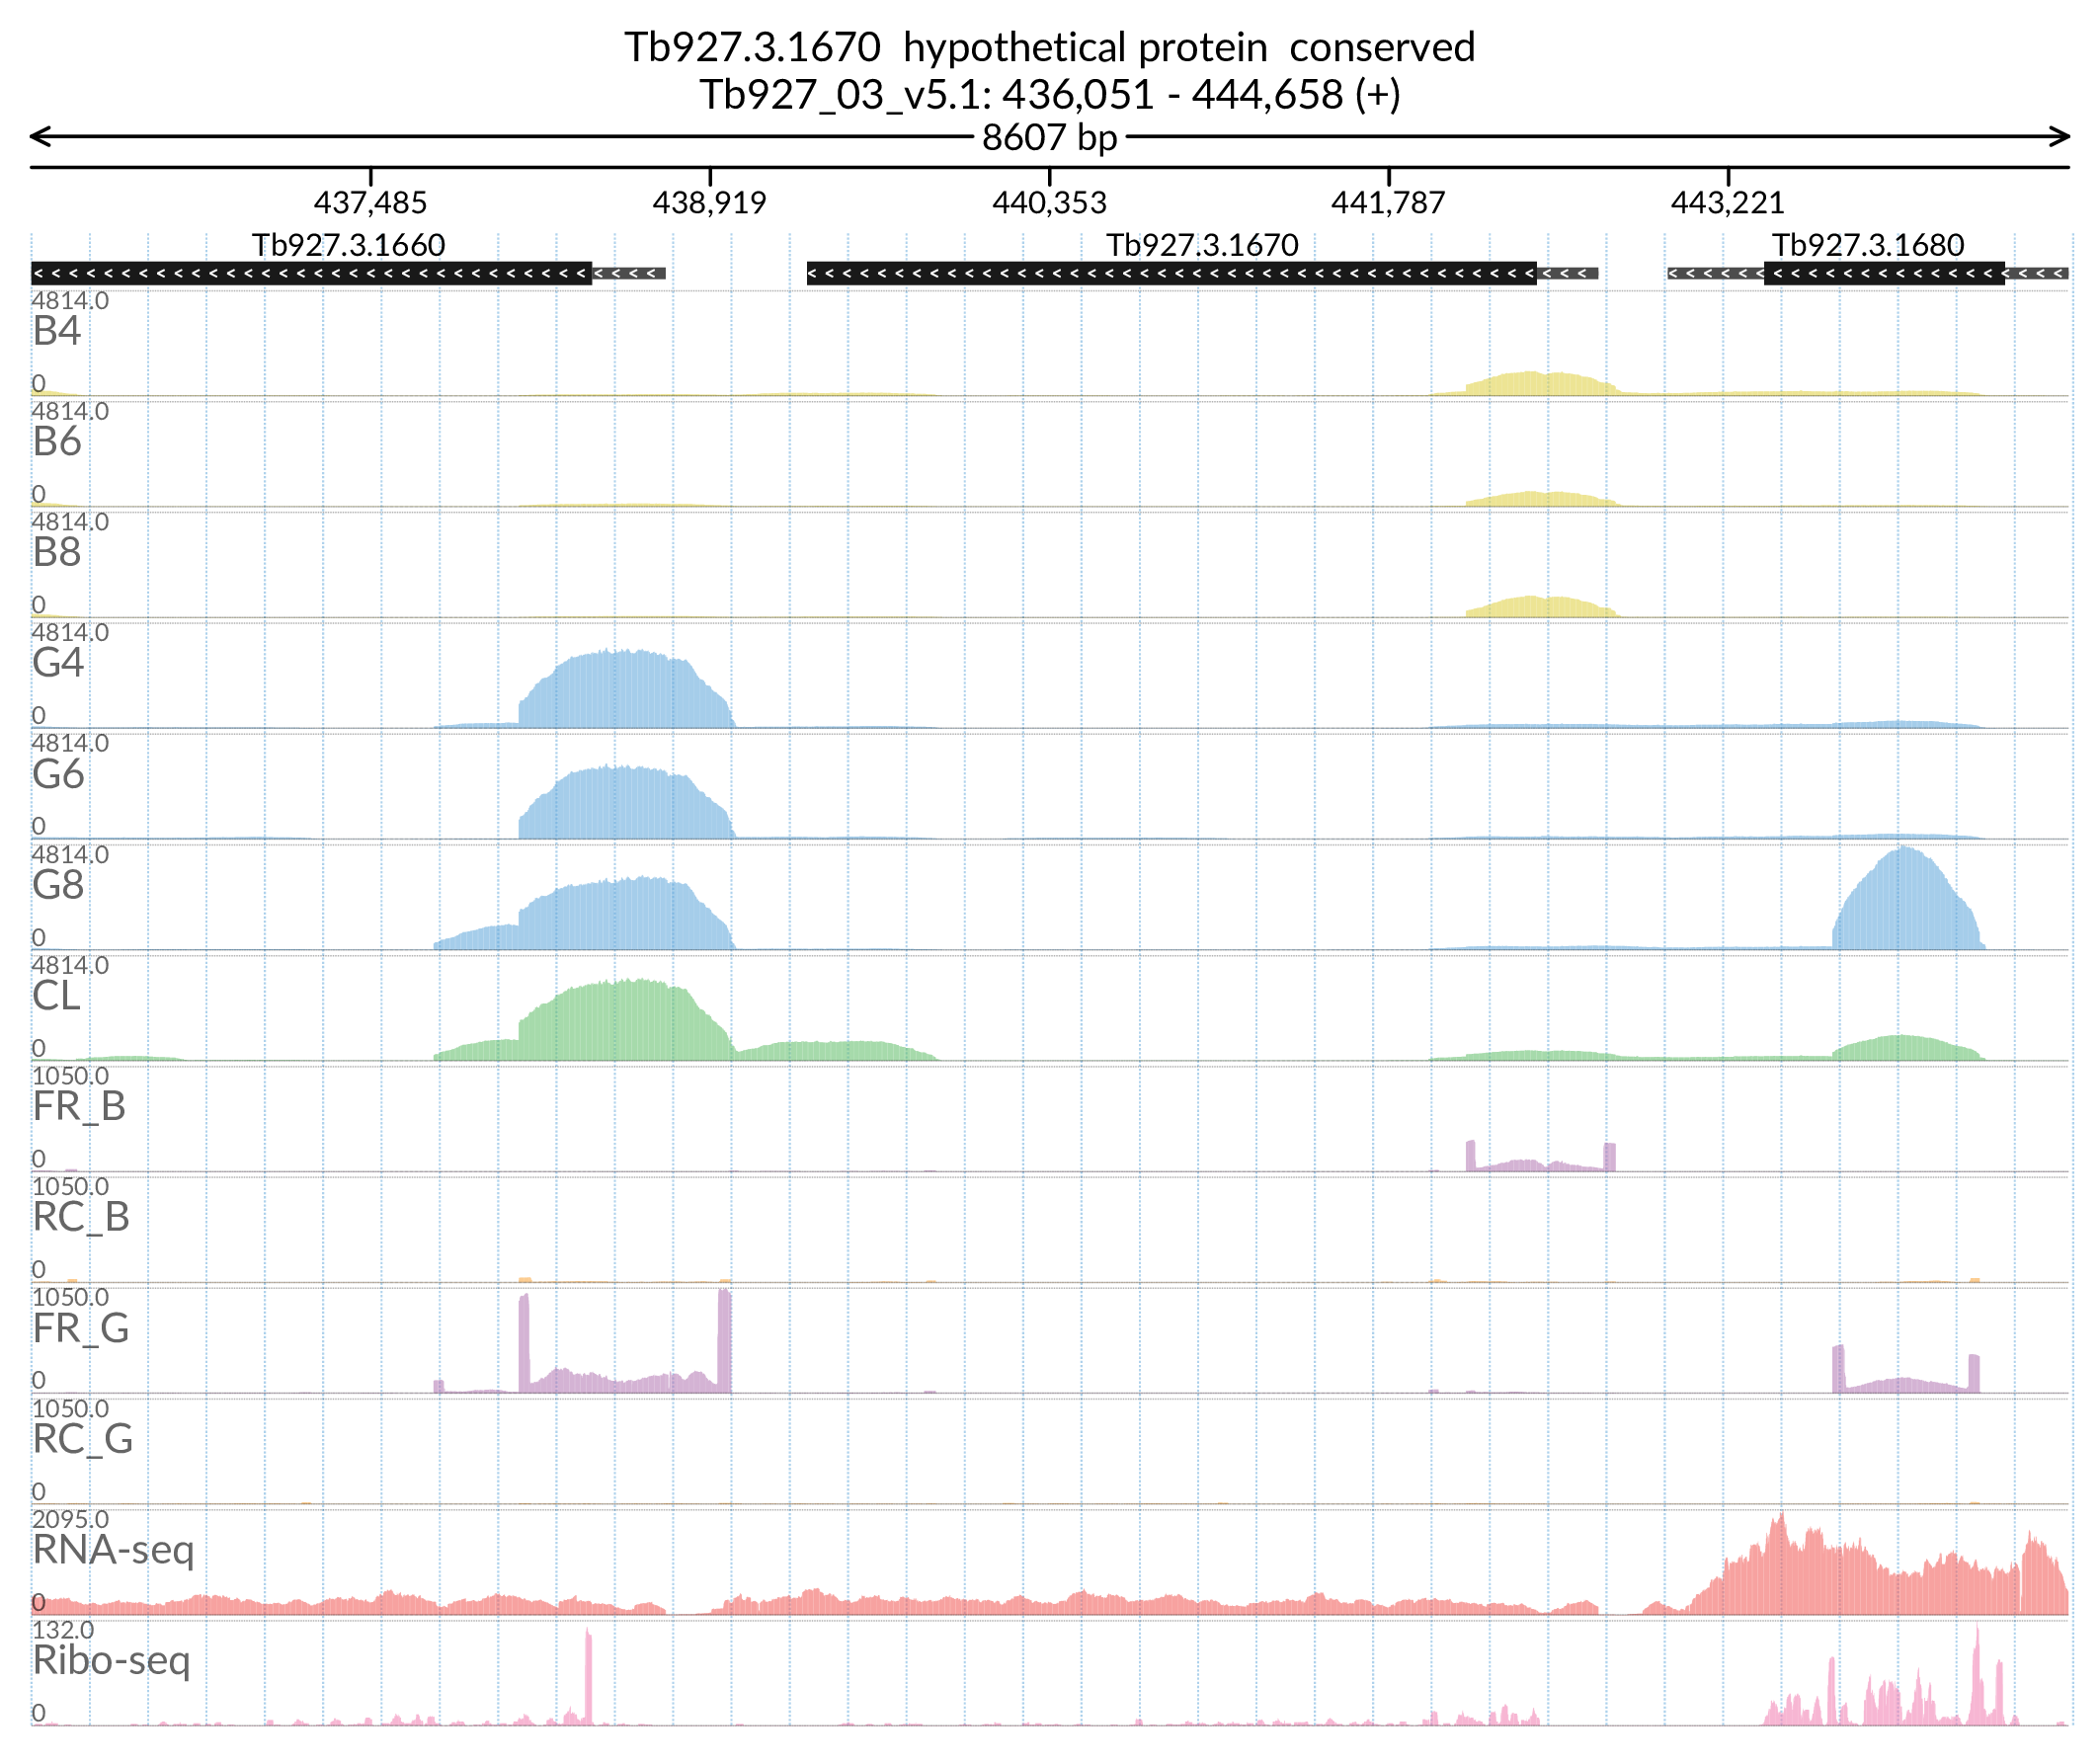 Tb927.3.1670  hypothetical protein  conserved
Tb927_03_v5.1: 436,051 - 444,658 (+)
8607 bp
437,485 438,919 440,353 441,787 443,221
Tb927.3.1660 Tb927.3.1670 Tb927.3.1680
4814.0
B4
0
4814.0
B6
0
4814.0
B8
0
4814.0
G4
0
4814.0
G6
0
4814.0
G8
0
4814.0
CL
0
1050.0
FR_B
0
1050.0
RC_B
0
1050.0
FR_G
0
1050.0
RC_G
0
2095.0
RNA-seq
0
132.0
Ribo-seq
0